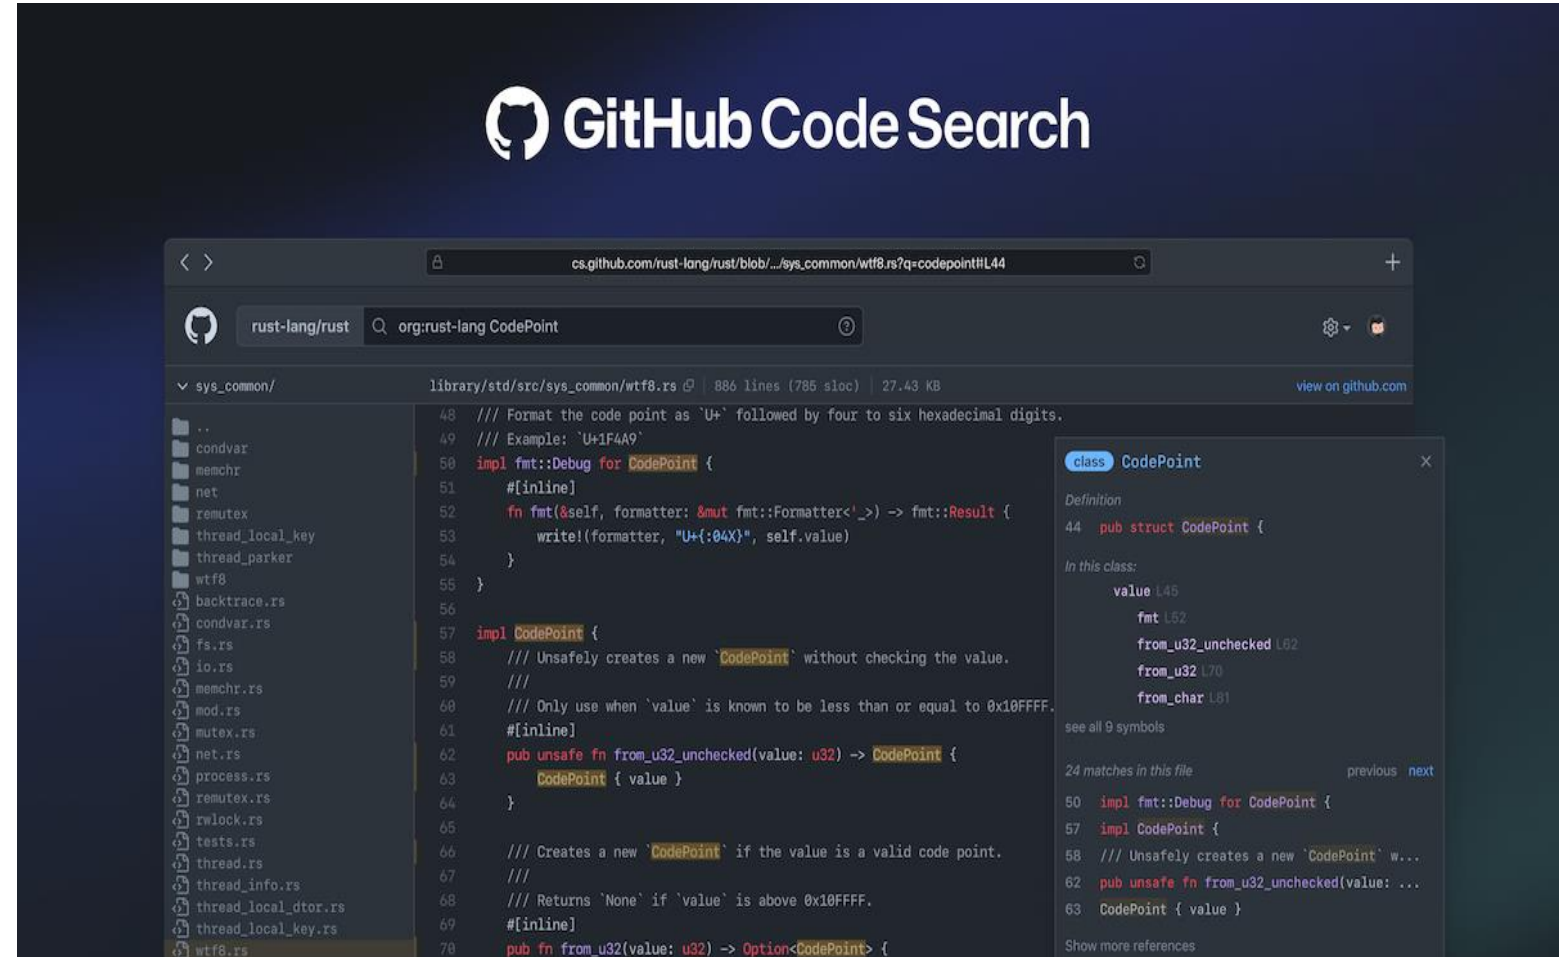 GitHub Code Search
cs.github.com/rust-lang/rust/blob/.../sys_common/wtf8.rs?q=codepoint#L44
rust-lang/rust
org:rust-lang CodePoint
sys_common/
library/std/src/sys_common/wtf8.rs
886 lines (785 sloc)
27.43 KB
view on github.com
..
condvar
memchr
net
remutex
thread_local_key
thread_parker
wtf8
backtrace.rs
condvar.rs
fs.rs
io.rs
memchr.rs
mod.rs
mutex.rs
net.rs
process.rs
remutex.rs
rwlock.rs
tests.rs
thread.rs
thread_info.rs
thread_local_dtor.rs
thread_local_key.rs
wtf8.rs
48 /// Format the code point as `U+` followed by four to six hexadecimal digits.
49 /// Example: `U+1F4A9`
50 impl fmt::Debug for CodePoint {
51 #[inline]
52 fn fmt(&self, formatter: &mut fmt::Formatter<'_>) -> fmt::Result {
53 write!(formatter, "U+{:04X}", self.value)
54 }
55 }
56
57 impl CodePoint {
58 /// Unsafely creates a new `CodePoint` without checking the value.
59 ///
60 /// Only use when `value` is known to be less than or equal to 0x10FFFF.
61 #[inline]
62 pub unsafe fn from_u32_unchecked(value: u32) -> CodePoint {
63 CodePoint { value }
64 }
65
66 /// Creates a new `CodePoint` if the value is a valid code point.
67 ///
68 /// Returns `None` if `value` is above 0x10FFFF.
69 #[inline]
70 pub fn from_u32(value: u32) -> Option<CodePoint> {
class CodePoint
Definition
44 pub struct CodePoint {
In this class:
value L45
fmt L52
from_u32_unchecked L62
from_u32 L70
from_char L81
see all 9 symbols
24 matches in this file
previous next
50 impl fmt::Debug for CodePoint {
57 impl CodePoint {
58 /// Unsafely creates a new `CodePoint` w...
62 pub unsafe fn from_u32_unchecked(value: ...
63 CodePoint { value }
Show more references